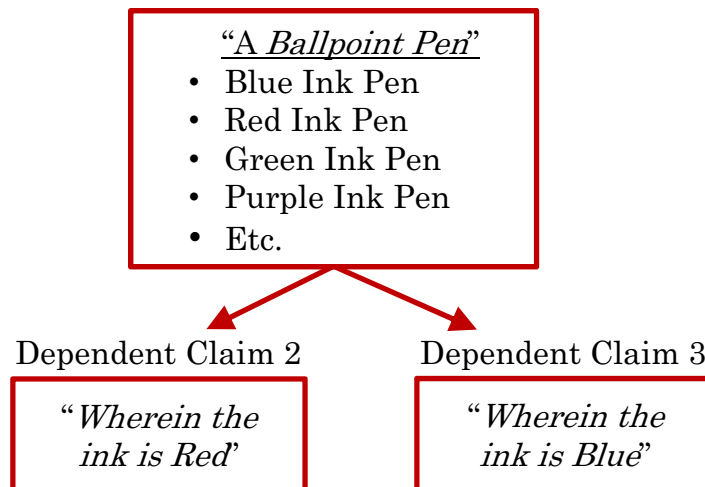 “A Ballpoint Pen”
• Blue Ink Pen
• Red Ink Pen
• Green Ink Pen
• Purple Ink Pen
• Etc.
Dependent Claim 2
Dependent Claim 3
“Wherein the
ink is Red”
“Wherein the
ink is Blue”